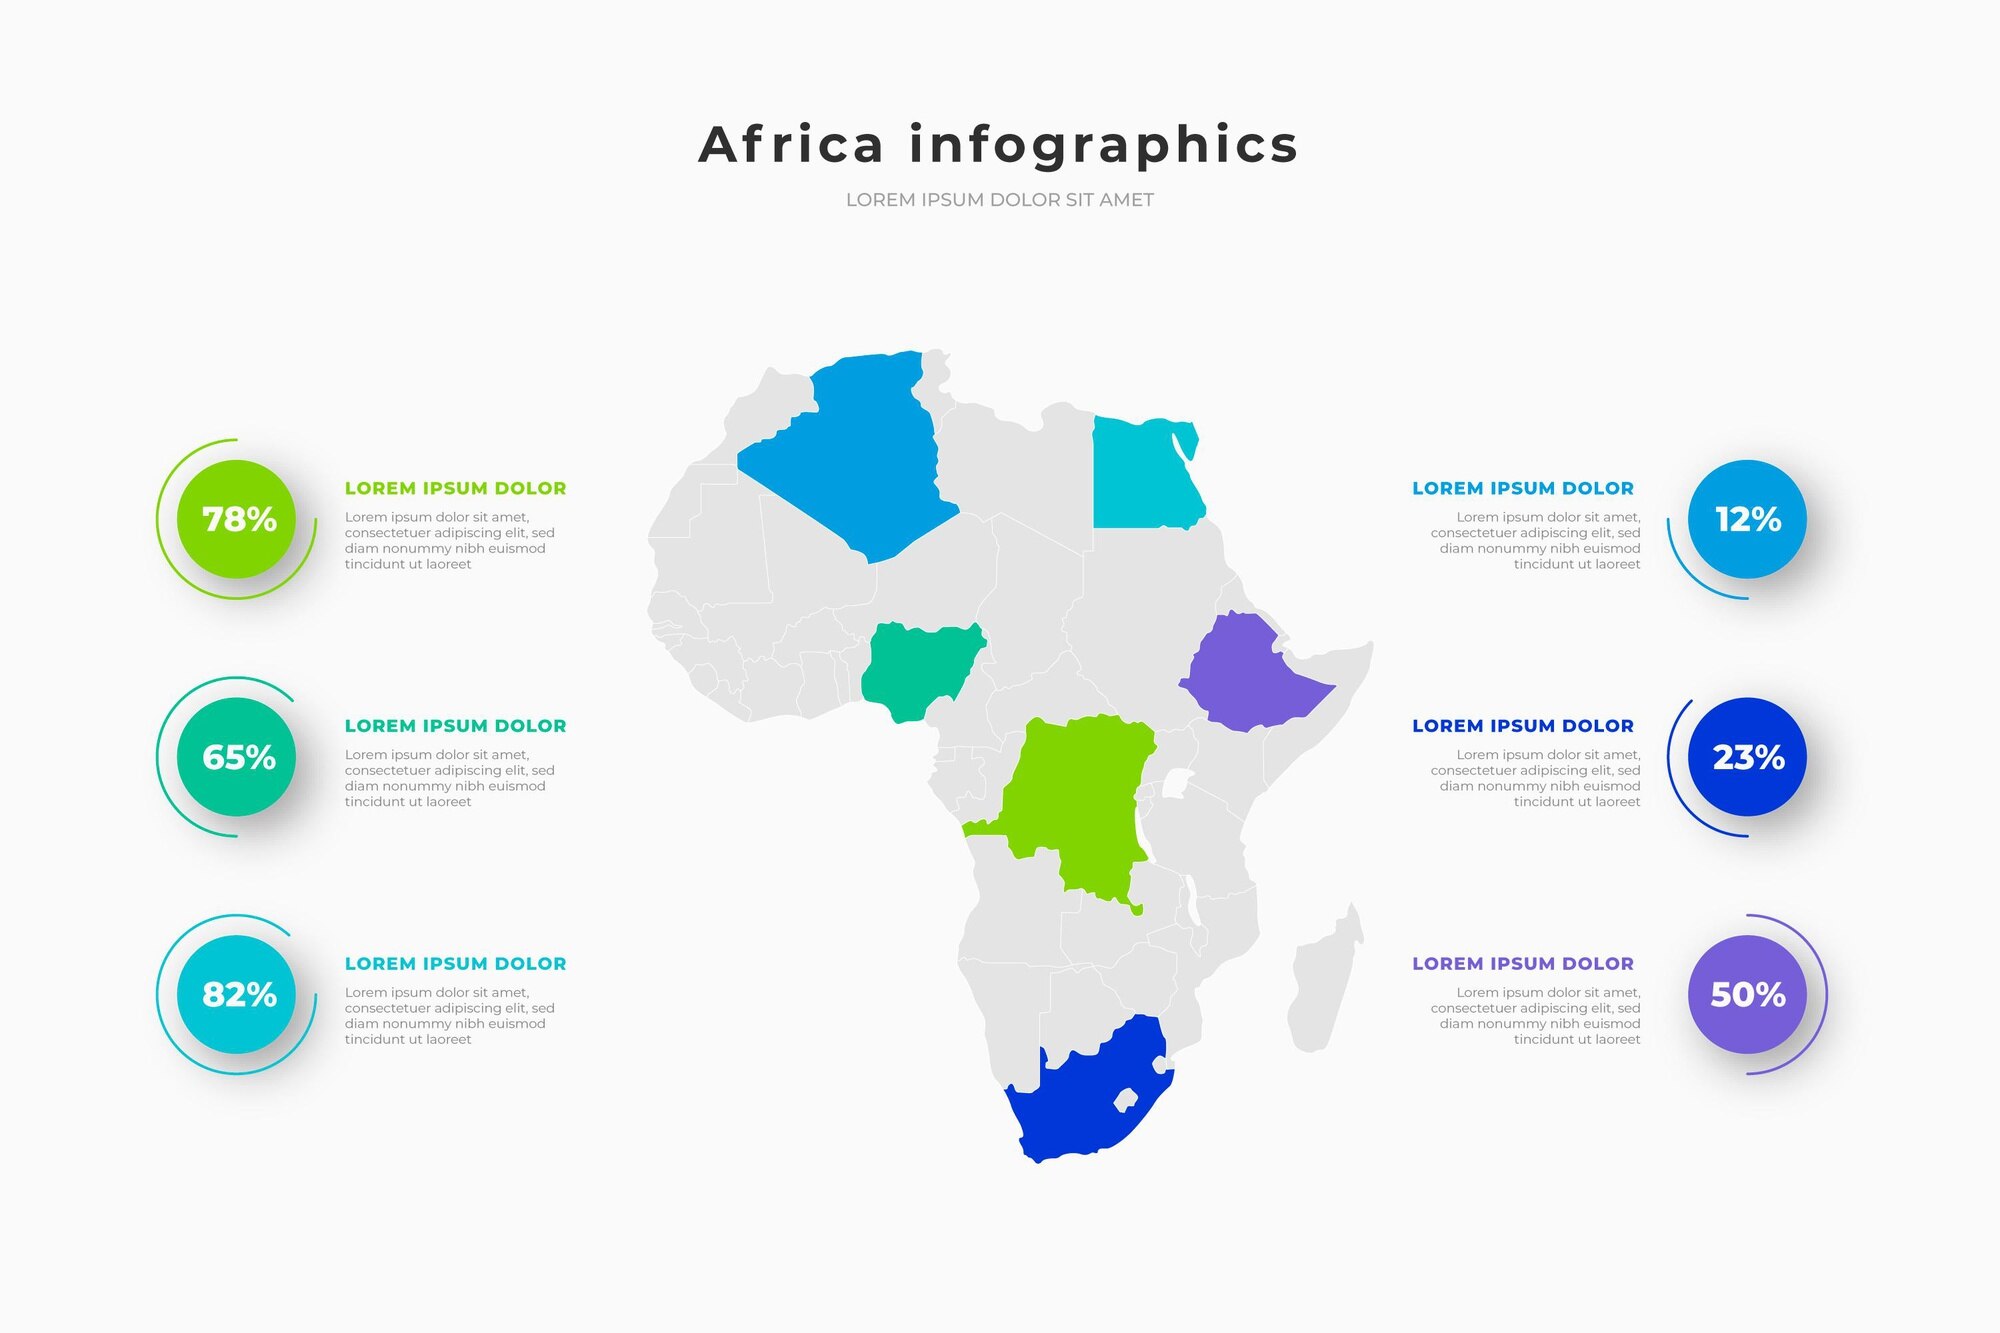 Africa infographics
LOREM IPSUM DOLOR SIT AMET
78%
LOREM IPSUM DOLOR
Lorem ipsum dolor sit amet,
consectetuer adipiscing elit, sed
diam nonummy nibh euismod
tincidunt ut laoreet
65%
LOREM IPSUM DOLOR
Lorem ipsum dolor sit amet,
consectetuer adipiscing elit, sed
diam nonummy nibh euismod
tincidunt ut laoreet
82%
LOREM IPSUM DOLOR
Lorem ipsum dolor sit amet,
consectetuer adipiscing elit, sed
diam nonummy nibh euismod
tincidunt ut laoreet
LOREM IPSUM DOLOR
Lorem ipsum dolor sit amet,
consectetuer adipiscing elit, sed
diam nonummy nibh euismod
tincidunt ut laoreet
12%
LOREM IPSUM DOLOR
Lorem ipsum dolor sit amet,
consectetuer adipiscing elit, sed
diam nonummy nibh euismod
tincidunt ut laoreet
23%
LOREM IPSUM DOLOR
Lorem ipsum dolor sit amet,
consectetuer adipiscing elit, sed
diam nonummy nibh euismod
tincidunt ut laoreet
50%